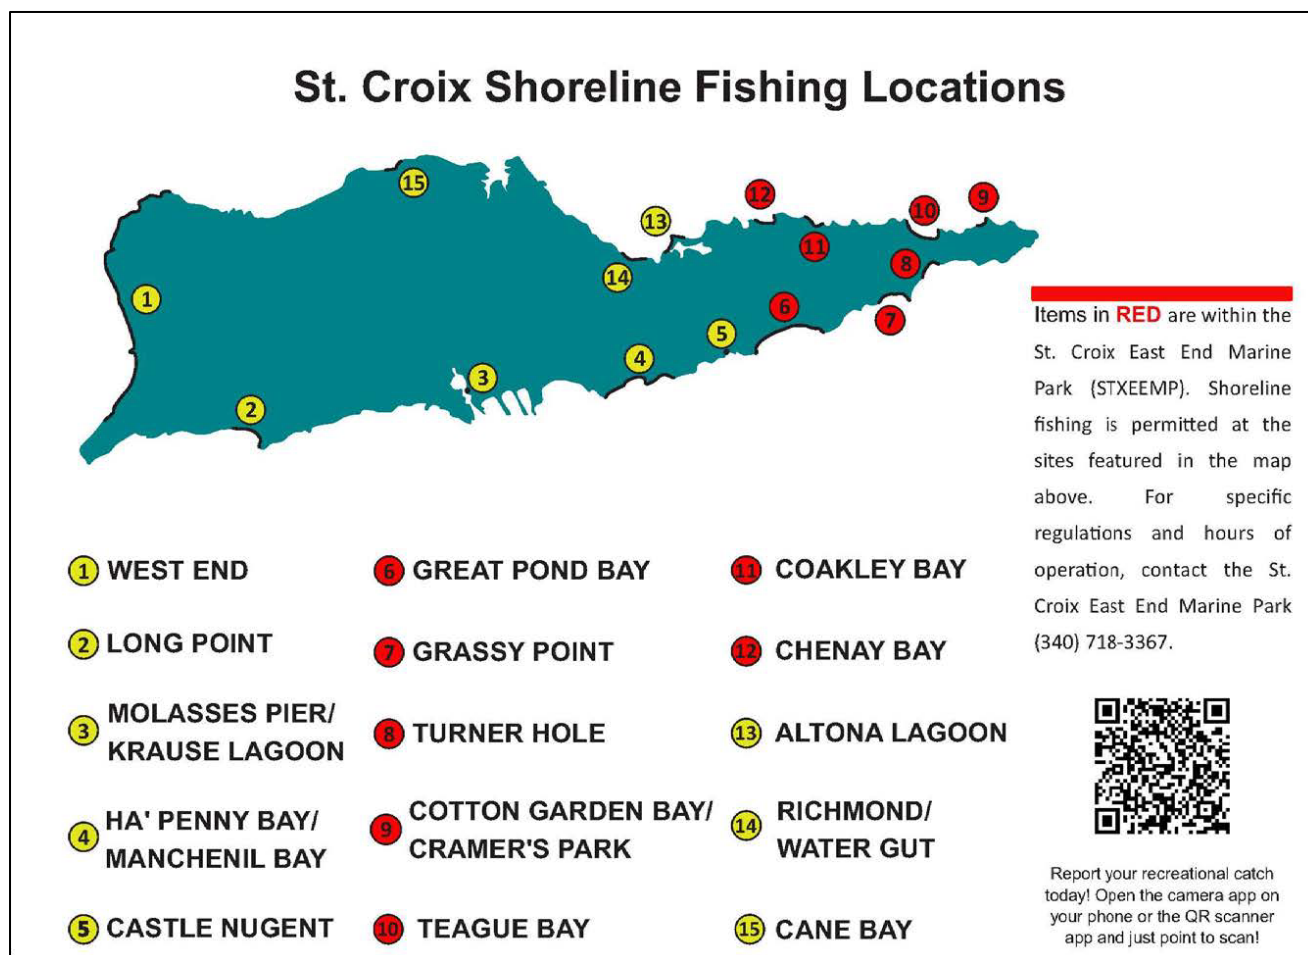 St. Croix Shoreline Fishing Locations
15
12
9
13
10
11
8
14
1
6
7
5
4
3
2
Items in RED are within the
St. Croix East End Marine
Park (STXEEMP). Shoreline
fishing is permitted at the
sites featured in the map
above. For specific
regulations and hours of
operation, contact the St.
Croix East End Marine Park
(340) 718-3367.
1 WEST END
2 LONG POINT
3 MOLASSES PIER/
KRAUSE LAGOON
4 HA' PENNY BAY/
MANCHENIL BAY
5 CASTLE NUGENT
6 GREAT POND BAY
7 GRASSY POINT
8 TURNER HOLE
9 COTTON GARDEN BAY/
CRAMER'S PARK
10 TEAGUE BAY
11 COAKLEY BAY
12 CHENAY BAY
13 ALTONA LAGOON
14 RICHMOND/
WATER GUT
15 CANE BAY
Report your recreational catch
today! Open the camera app on
your phone or the QR scanner
app and just point to scan!